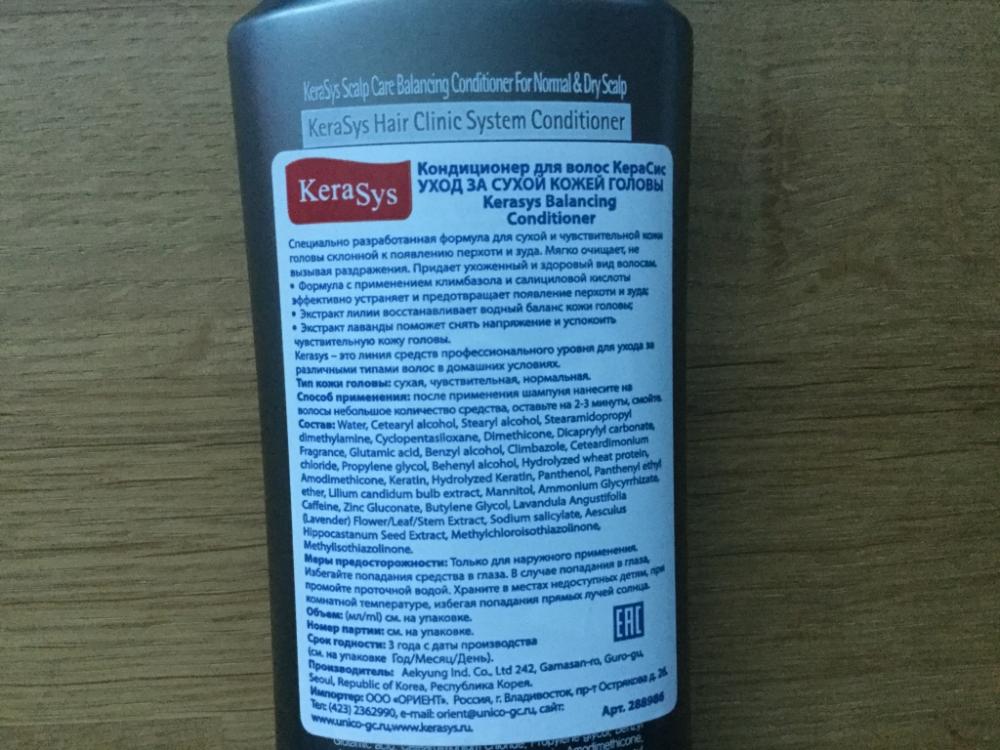 KeraSys Scalp Care Balancing Conditioner For Normal & Dry Scalp
KeraSys Hair Clinic System Conditioner
KeraSys
Кондиционер для волос КераСис
УХОД ЗА СУХОЙ КОЖЕЙ ГОЛОВЫ
Kerasys Balancing
Conditioner
Специально разработанная формула для сухой и чувствительной кожи
головы склонной к появлению перхоти и зуда. Мягко очищает, не
вызывая раздражения. Придает ухоженный и здоровый вид волосам.
• Формула с применением климбазола и салициловой кислоты
эффективно устраняет и предотвращает появление перхоти и зуда;
• Экстракт лилии восстанавливает водный баланс кожи головы;
• Экстракт лаванды поможет снять напряжение и успокоить
чувствительную кожу головы.
Kerasys – это линия средств профессионального уровня для ухода за
различными типами волос в домашних условиях.
Тип кожи головы: сухая, чувствительная, нормальная.
Способ применения: после применения шампуня нанесите на
волосы небольшое количество средства, оставьте на 2-3 минуты, смойте.
Состав: Water, Cetearyl alcohol, Stearyl alcohol, Stearamidopropyl
dimethylamine, Cyclopentasiloxane, Dimethicone, Dicaprylyl carbonate,
Fragrance, Glutamic acid, Benzyl alcohol, Climbazole, Ceteardimonium
chloride, Propylene glycol, Behenyl alcohol, Hydrolyzed wheat protein,
Amodimethicone, Keratin, Hydrolyzed Keratin, Panthenol, Panthenyl ethyl
ether, Lilium candidum bulb extract, Mannitol, Ammonium Glycyrrhizate,
Caffeine, Zinc Gluconate, Butylene Glycol, Lavandula Angustifolia
(Lavender) Flower/Leaf/Stem Extract, Sodium salicylate, Aesculus
Hippocastanum Seed Extract, Methylchloroisothiazolinone,
Methylisothiazolinone.
Меры предосторожности: Только для наружного применения.
Избегайте попадания средства в глаза. В случае попадания в глаза,
промойте проточной водой. Храните в местах недоступных детям, при
комнатной температуре, избегая попадания прямых лучей солнца.
Объем: (мл/ml) см. на упаковке.
Номер партии: см. на упаковке.
Срок годности: 3 года с даты производства
(см. на упаковке Год/Месяц/День).
EAC
Производитель: Aekyung Ind. Co., Ltd 242, Gamasan-ro, Guro-gu,
Seoul, Republic of Korea, Республика Корея.
Импортер: ООО «ОРИЕНТ». Россия, г. Владивосток, пр-т Острякова д. 26.
Тел: (423) 2362990, e-mail: orient@unico-gc.ru, сайт:
www.unico-gc.ru,www.kerasys.ru.
Арт. 288986
Amodimethicone,